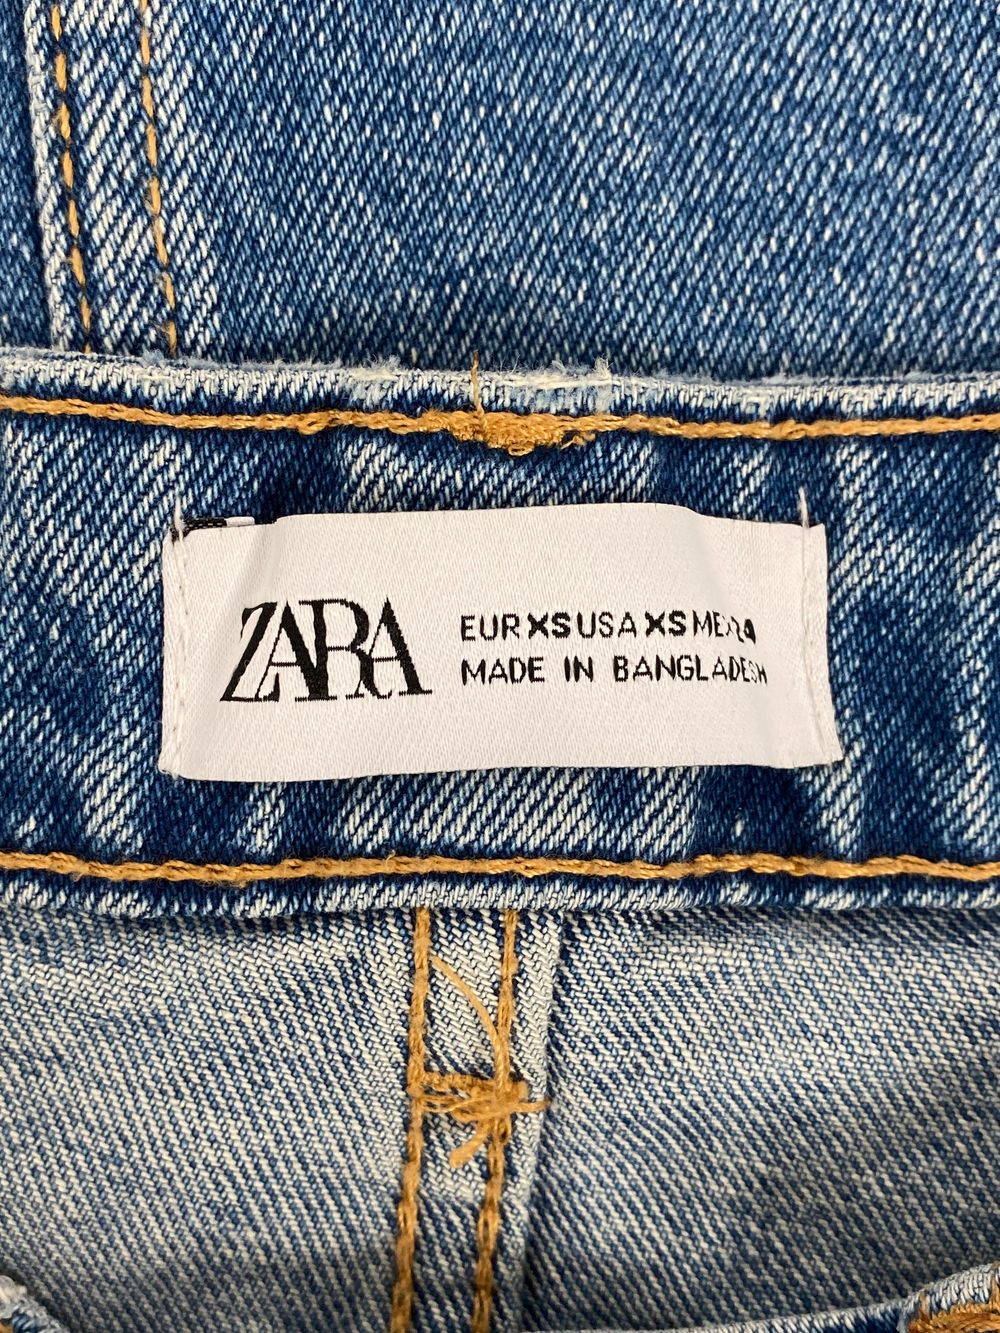 ZARA
EUR XS USA XS MEX 24
MADE IN BANGLADESH